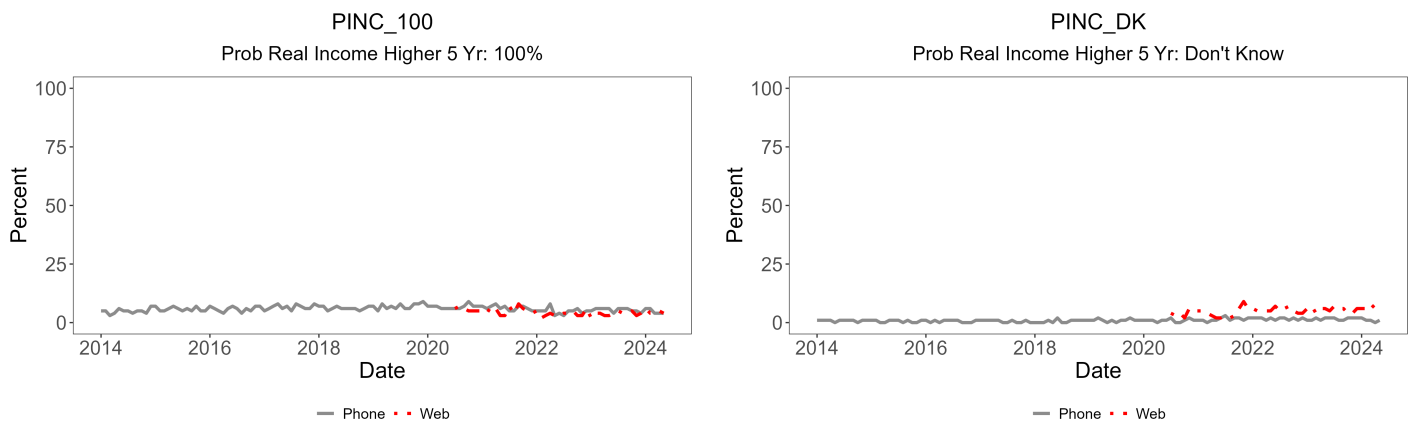 PINC_100
Prob Real Income Higher 5 Yr: 100%
Percent
100
75
50
25
0
2014 2016 2018 2020 2022 2024
Date
Phone Web
PINC_DK
Prob Real Income Higher 5 Yr: Don't Know
Percent
100
75
50
25
0
2014 2016 2018 2020 2022 2024
Date
Phone Web